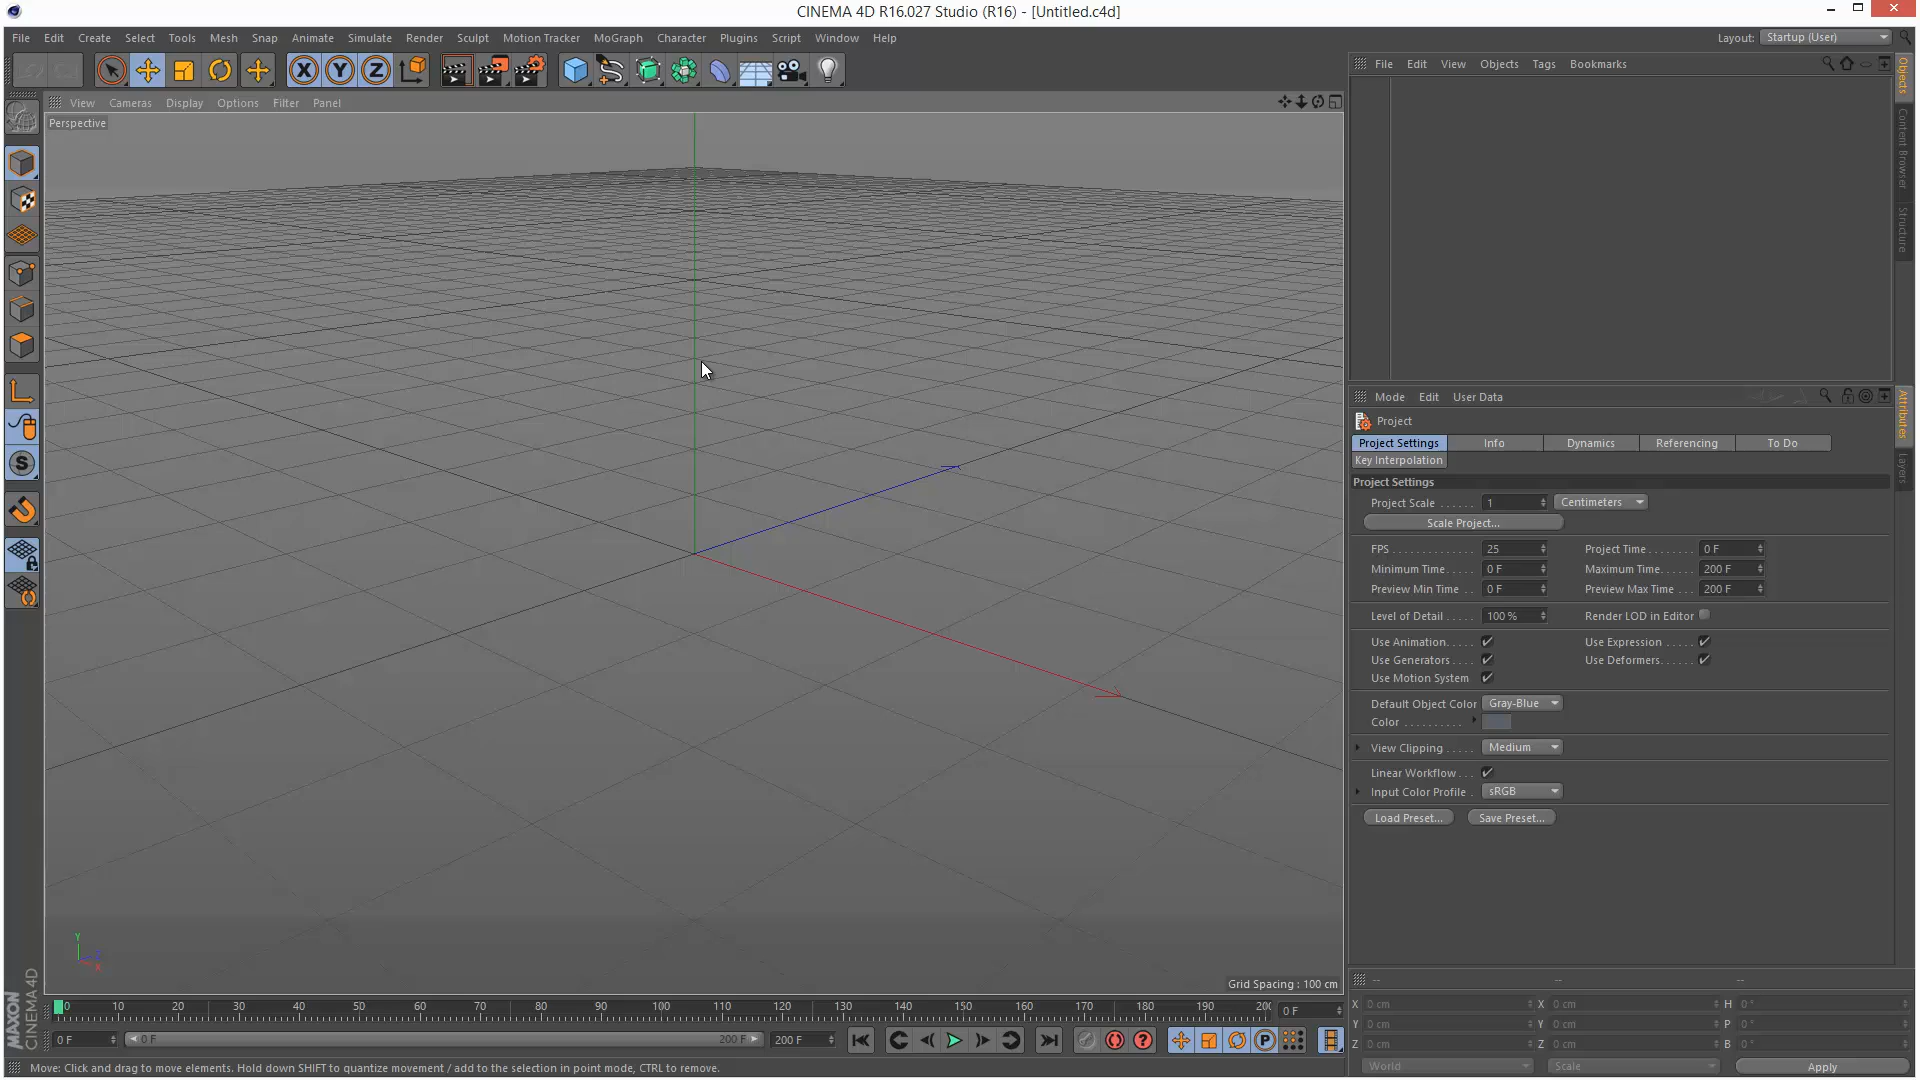 CINEMA 4D R16.027 Studio (R16) - [Untitled.c4d]
File Edit Create Select Tools Mesh Snap Animate Simulate Render Sculpt Motion Tracker MoGraph Character Plugins Script Window Help
Layout: Startup (User)
X Y Z
File Edit View Objects Tags Bookmarks
View Cameras Display Options Filter Panel
Perspective
Objects
Content Browser
Structure
Mode Edit User Data
Attributes
Layers
Project
Project Settings Info Dynamics Referencing To Do
Key Interpolation
Project Settings
Project Scale . . . . . . 1 Centimeters
Scale Project...
FPS . . . . . . . . . . . . . . 25 Project Time . . . . . . . . 0 F
Minimum Time. . . . 0 F Maximum Time. . . . . . 200 F
Preview Min Time . . 0 F Preview Max Time . . . 200 F
Level of Detail . . . . . 100 % Render LOD in Editor
Use Animation. . . . . Use Expression . . . . .
Use Generators . . . . Use Deformers. . . . .
Use Motion System
Default Object Color Gray-Blue
Color . . . . . . . . . .
View Clipping . . . . . Medium
Linear Workflow . . .
Input Color Profile . sRGB
Load Preset... Save Preset...
S
Y
X
Grid Spacing : 100 cm
MAXON
CINEMA 4D
0 10 20 30 40 50 60 70 80 90 100 110 120 130 140 150 160 170 180 190 200 0 F
0 F 0 F 200 F 200 F
P
-- -- --
X 0 cm X 0 cm H 0 °
Y 0 cm Y 0 cm P 0 °
Z 0 cm Z 0 cm B 0 °
World Scale Apply
Move: Click and drag to move elements. Hold down SHIFT to quantize movement / add to the selection in point mode, CTRL to remove.